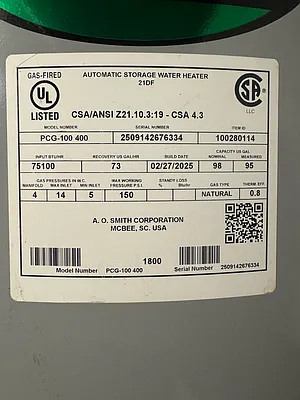 GAS-FIRED
AUTOMATIC STORAGE WATER HEATER
21DF
UL
LISTED
CSA/ANSI Z21.10.3:19 - CSA 4.3
SA
LLC
MODEL NUMBER SERIAL NUMBER ITEM ID
PCG-100 400 2509142676334 100280114
INPUT BTU/HR RECOVERY US GAL/HR BUILD DATE CAPACITY US GAL
NOMINAL MEASURED
75100 73 02/27/2025 98 95
GAS PRESSURES IN W.C. MAX WORKING STANDBY LOSS GAS TYPE THERM. EFF.
MANIFOLD MAX INLET MIN INLET PRESSURE P.S.I. % Btu/hr
4 14 5 150 NATURAL 0.8
A. O. SMITH CORPORATION
MCBEE, SC. USA
1800
Model Number PCG-100 400 Serial Number 2509142676334